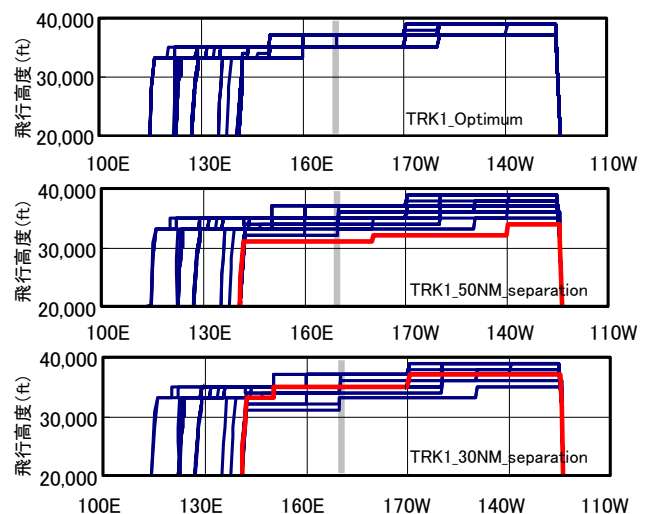 40,000
30,000
20,000
飛行高度(ft)
TRK1_Optimum
100E 130E 160E 170W 140W 110W
40,000
30,000
20,000
飛行高度(ft)
TRK1_50NM_separation
100E 130E 160E 170W 140W 110W
40,000
30,000
20,000
飛行高度(ft)
TRK1_30NM_separation
100E 130E 160E 170W 140W 110W